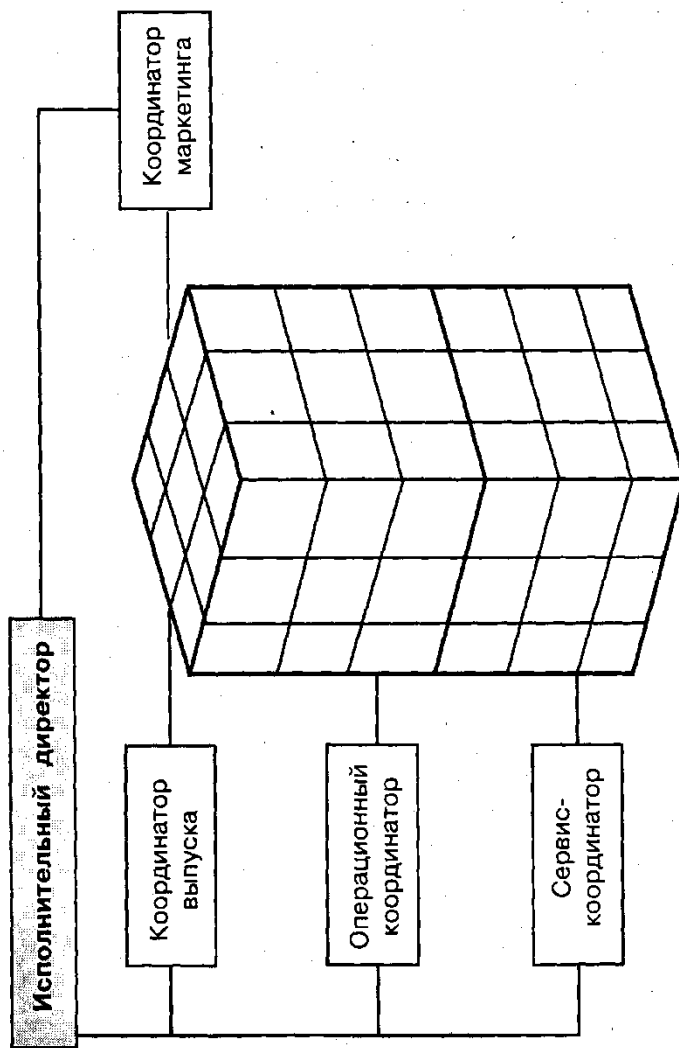 Исполнительный директор
Координатор
выпуска
Операционный
координатор
Сервис-
координатор
Координатор
маркетинга